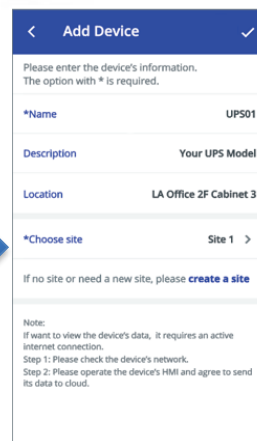 Add Device
Please enter the device's information.
The option with * is required.
*Name UPS01
Description Your UPS Model
Location LA Office 2F Cabinet 3
*Choose site Site 1 >
If no site or need a new site, please create a site
Note:
If want to view the device's data, it requires an active
internet connection.
Step 1: Please check the device's network.
Step 2: Please operate the device's HMI and agree to send
its data to cloud.